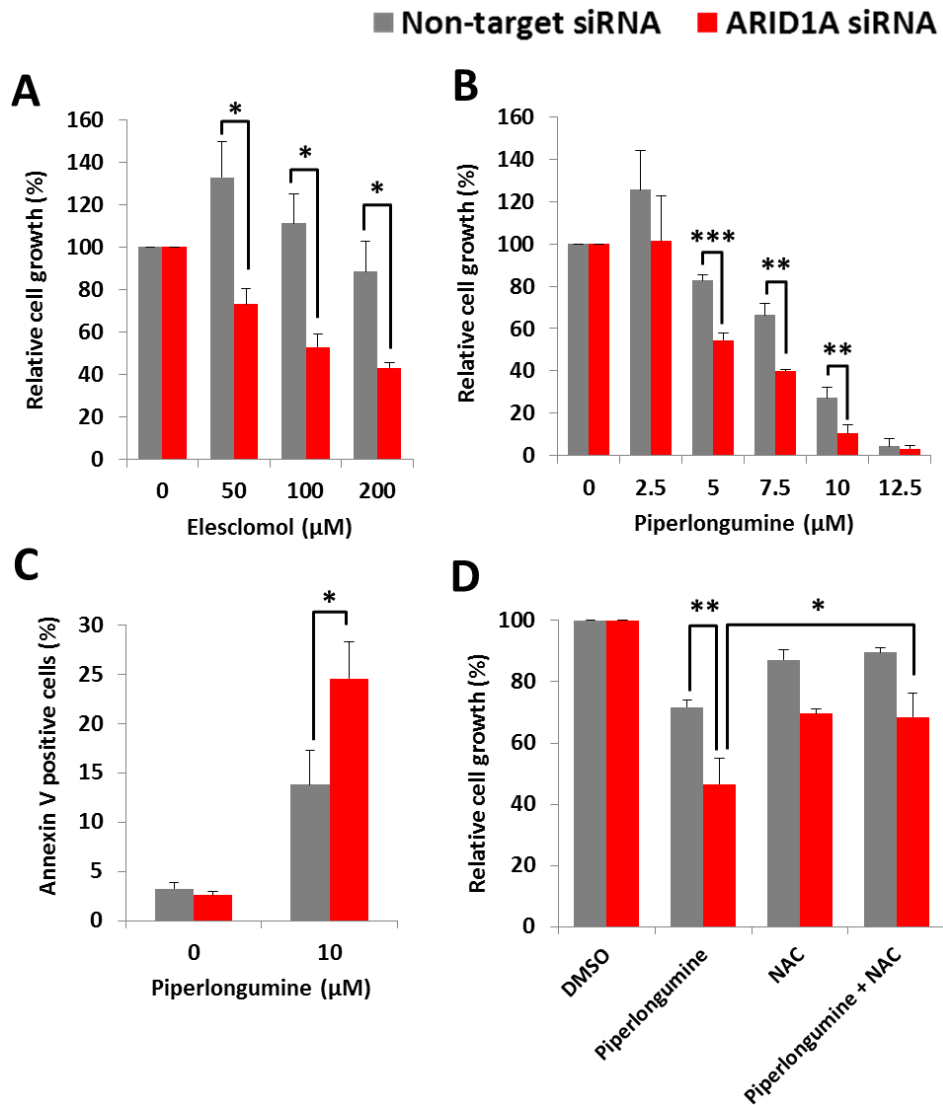 Non-target siRNA ARID1A siRNA
A
Relative cell growth (%)
160
140
120
100
80
60
40
20
0
* * *
0 50 100 200
Elesclomol (µM)
B
Relative cell growth (%)
160
140
120
100
80
60
40
20
0
*** ** **
0 2.5 5 7.5 10 12.5
Piperlongumine (µM)
C
Annexin V positive cells (%)
30
25
20
15
10
5
0
*
0 10
Piperlongumine (µM)
D
Relative cell growth (%)
100
80
60
40
20
0
** *
DMSO
Piperlongumine
NAC
Piperlongumine + NAC